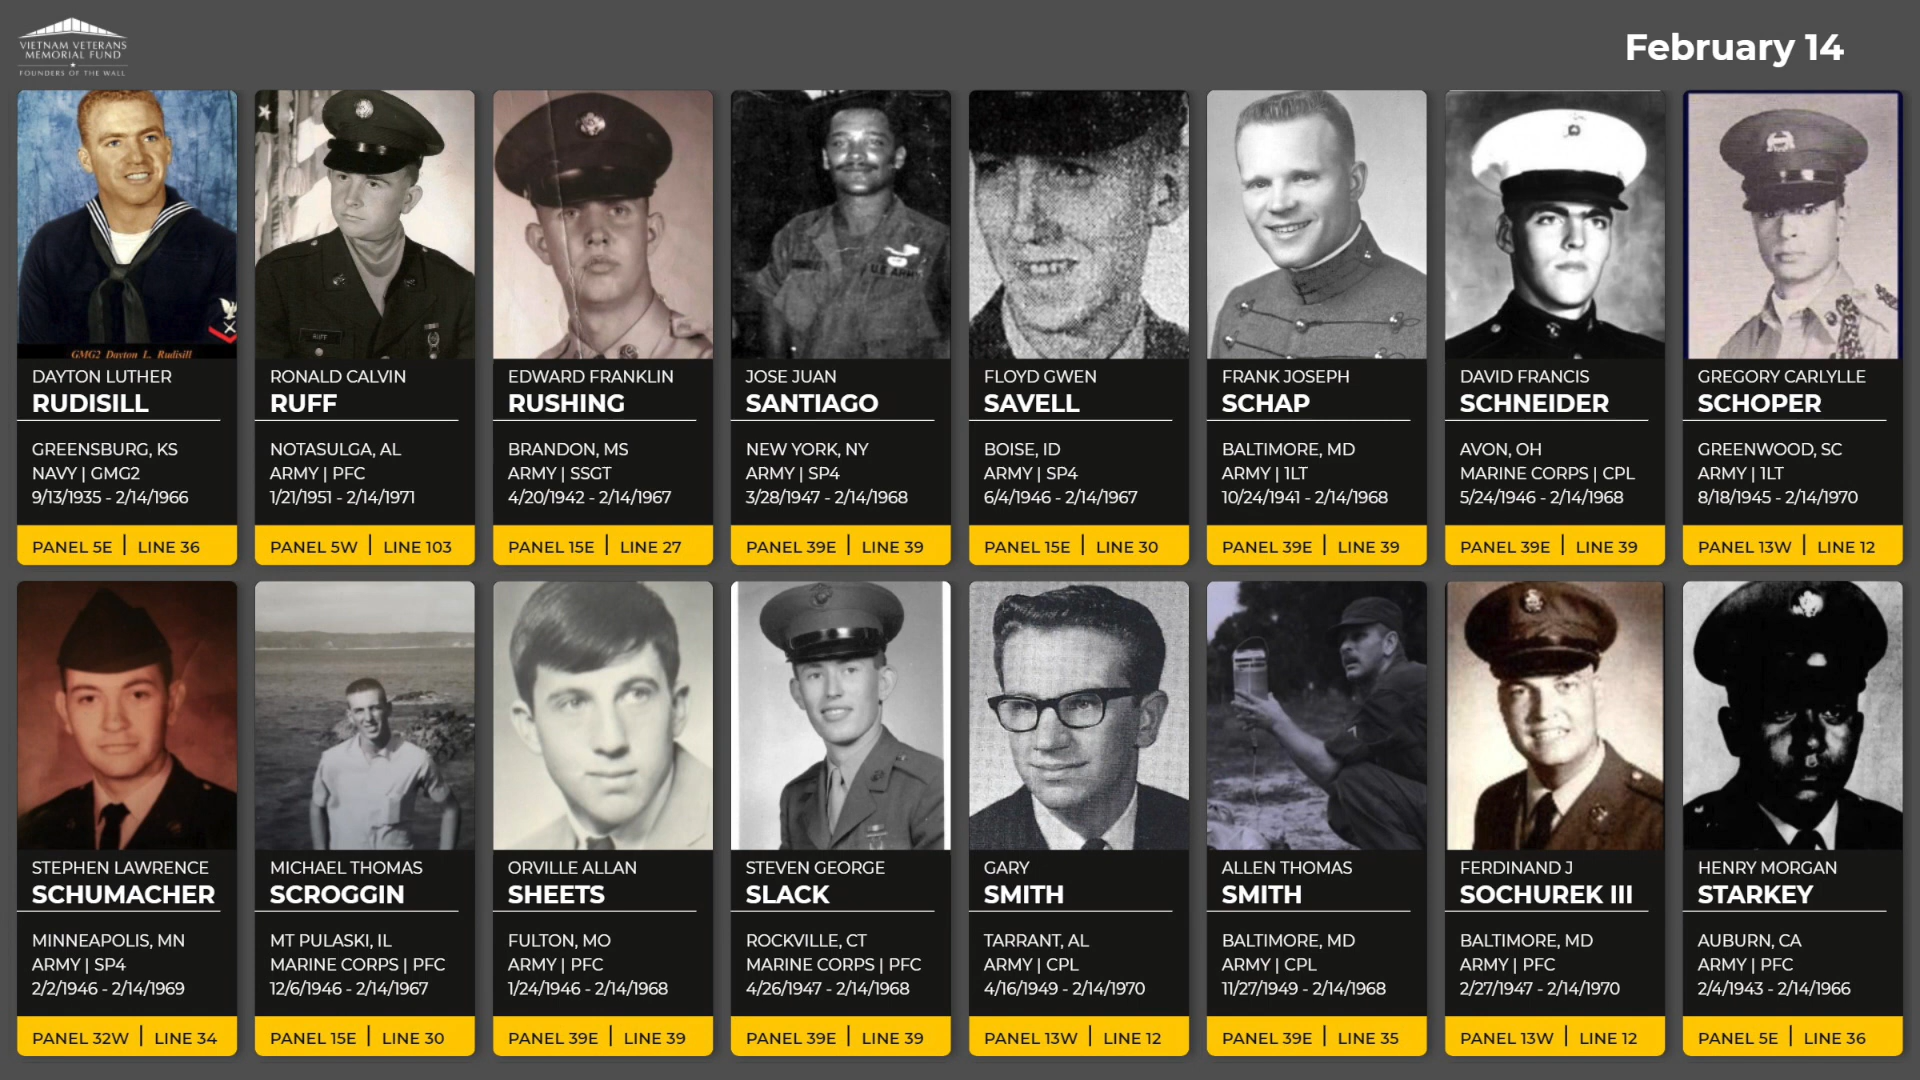 VIETNAM VETERANS
MEMORIAL FUND
FOUNDERS OF THE WALL
February 14
GMG2 Dayton L. Rudisill
DAYTON LUTHER
RUDISILL
GREENSBURG, KS
NAVY | GMG2
9/13/1935 - 2/14/1966
PANEL 5E | LINE 36
RUFF
RONALD CALVIN
RUFF
NOTASULGA, AL
ARMY | PFC
1/21/1951 - 2/14/1971
PANEL 5W | LINE 103
EDWARD FRANKLIN
RUSHING
BRANDON, MS
ARMY | SSGT
4/20/1942 - 2/14/1967
PANEL 15E | LINE 27
U.S. ARMY
JOSE JUAN
SANTIAGO
NEW YORK, NY
ARMY | SP4
3/28/1947 - 2/14/1968
PANEL 39E | LINE 39
FLOYD GWEN
SAVELL
BOISE, ID
ARMY | SP4
6/4/1946 - 2/14/1967
PANEL 15E | LINE 30
FRANK JOSEPH
SCHAP
BALTIMORE, MD
ARMY | 1LT
10/24/1941 - 2/14/1968
PANEL 39E | LINE 39
DAVID FRANCIS
SCHNEIDER
AVON, OH
MARINE CORPS | CPL
5/24/1946 - 2/14/1968
PANEL 39E | LINE 39
GREGORY CARLYLLE
SCHOPER
GREENWOOD, SC
ARMY | 1LT
8/18/1945 - 2/14/1970
PANEL 13W | LINE 12
STEPHEN LAWRENCE
SCHUMACHER
MINNEAPOLIS, MN
ARMY | SP4
2/2/1946 - 2/14/1969
PANEL 32W | LINE 34
MICHAEL THOMAS
SCROGGIN
MT PULASKI, IL
MARINE CORPS | PFC
12/6/1946 - 2/14/1967
PANEL 15E | LINE 30
ORVILLE ALLAN
SHEETS
FULTON, MO
ARMY | PFC
1/24/1946 - 2/14/1968
PANEL 39E | LINE 39
STEVEN GEORGE
SLACK
ROCKVILLE, CT
MARINE CORPS | PFC
4/26/1947 - 2/14/1968
PANEL 39E | LINE 39
GARY
SMITH
TARRANT, AL
ARMY | CPL
4/16/1949 - 2/14/1970
PANEL 13W | LINE 12
ALLEN THOMAS
SMITH
BALTIMORE, MD
ARMY | CPL
11/27/1949 - 2/14/1968
PANEL 39E | LINE 35
FERDINAND J
SOCHUREK III
BALTIMORE, MD
ARMY | PFC
2/27/1947 - 2/14/1970
PANEL 13W | LINE 12
HENRY MORGAN
STARKEY
AUBURN, CA
ARMY | PFC
2/4/1943 - 2/14/1966
PANEL 5E | LINE 36